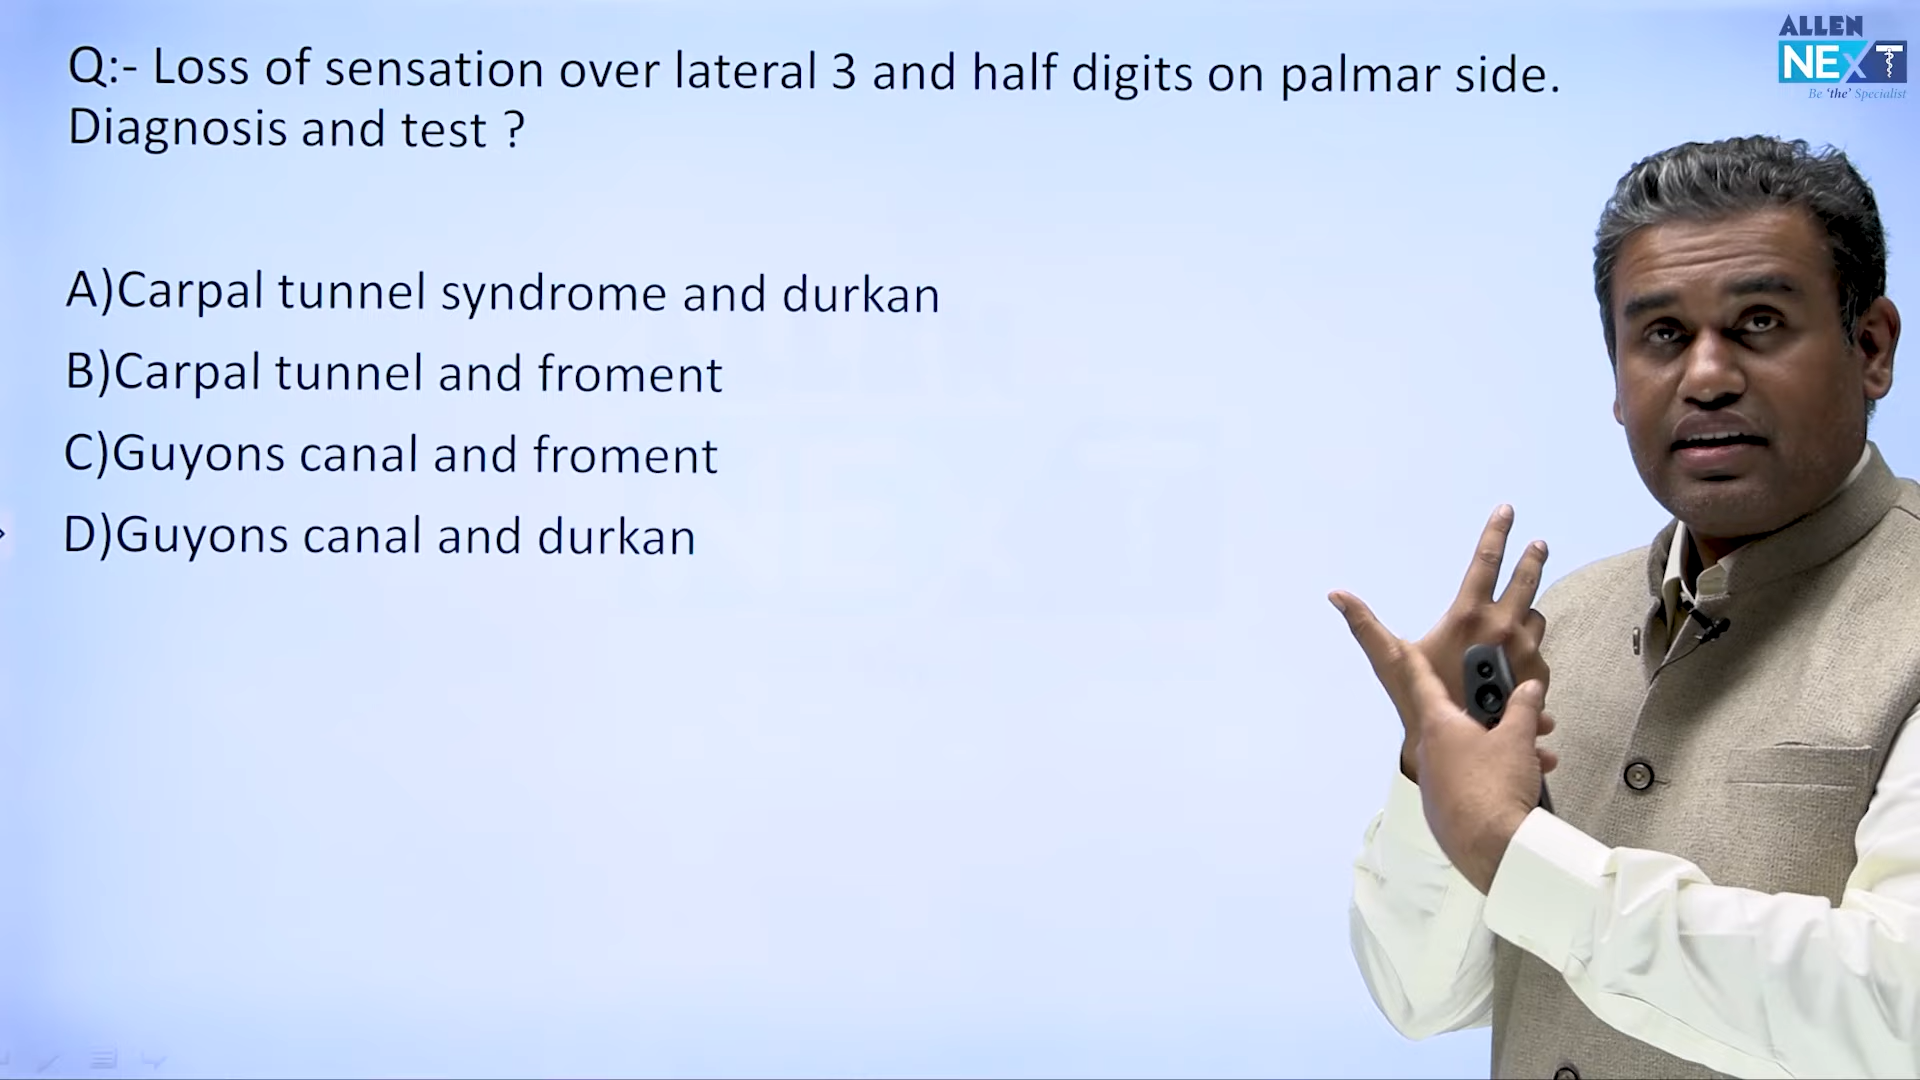 ALLEN
NEXT
Be 'the' Specialist
Q:- Loss of sensation over lateral 3 and half digits on palmar side.
Diagnosis and test ?
A)Carpal tunnel syndrome and durkan
B)Carpal tunnel and froment
C)Guyons canal and froment
D)Guyons canal and durkan